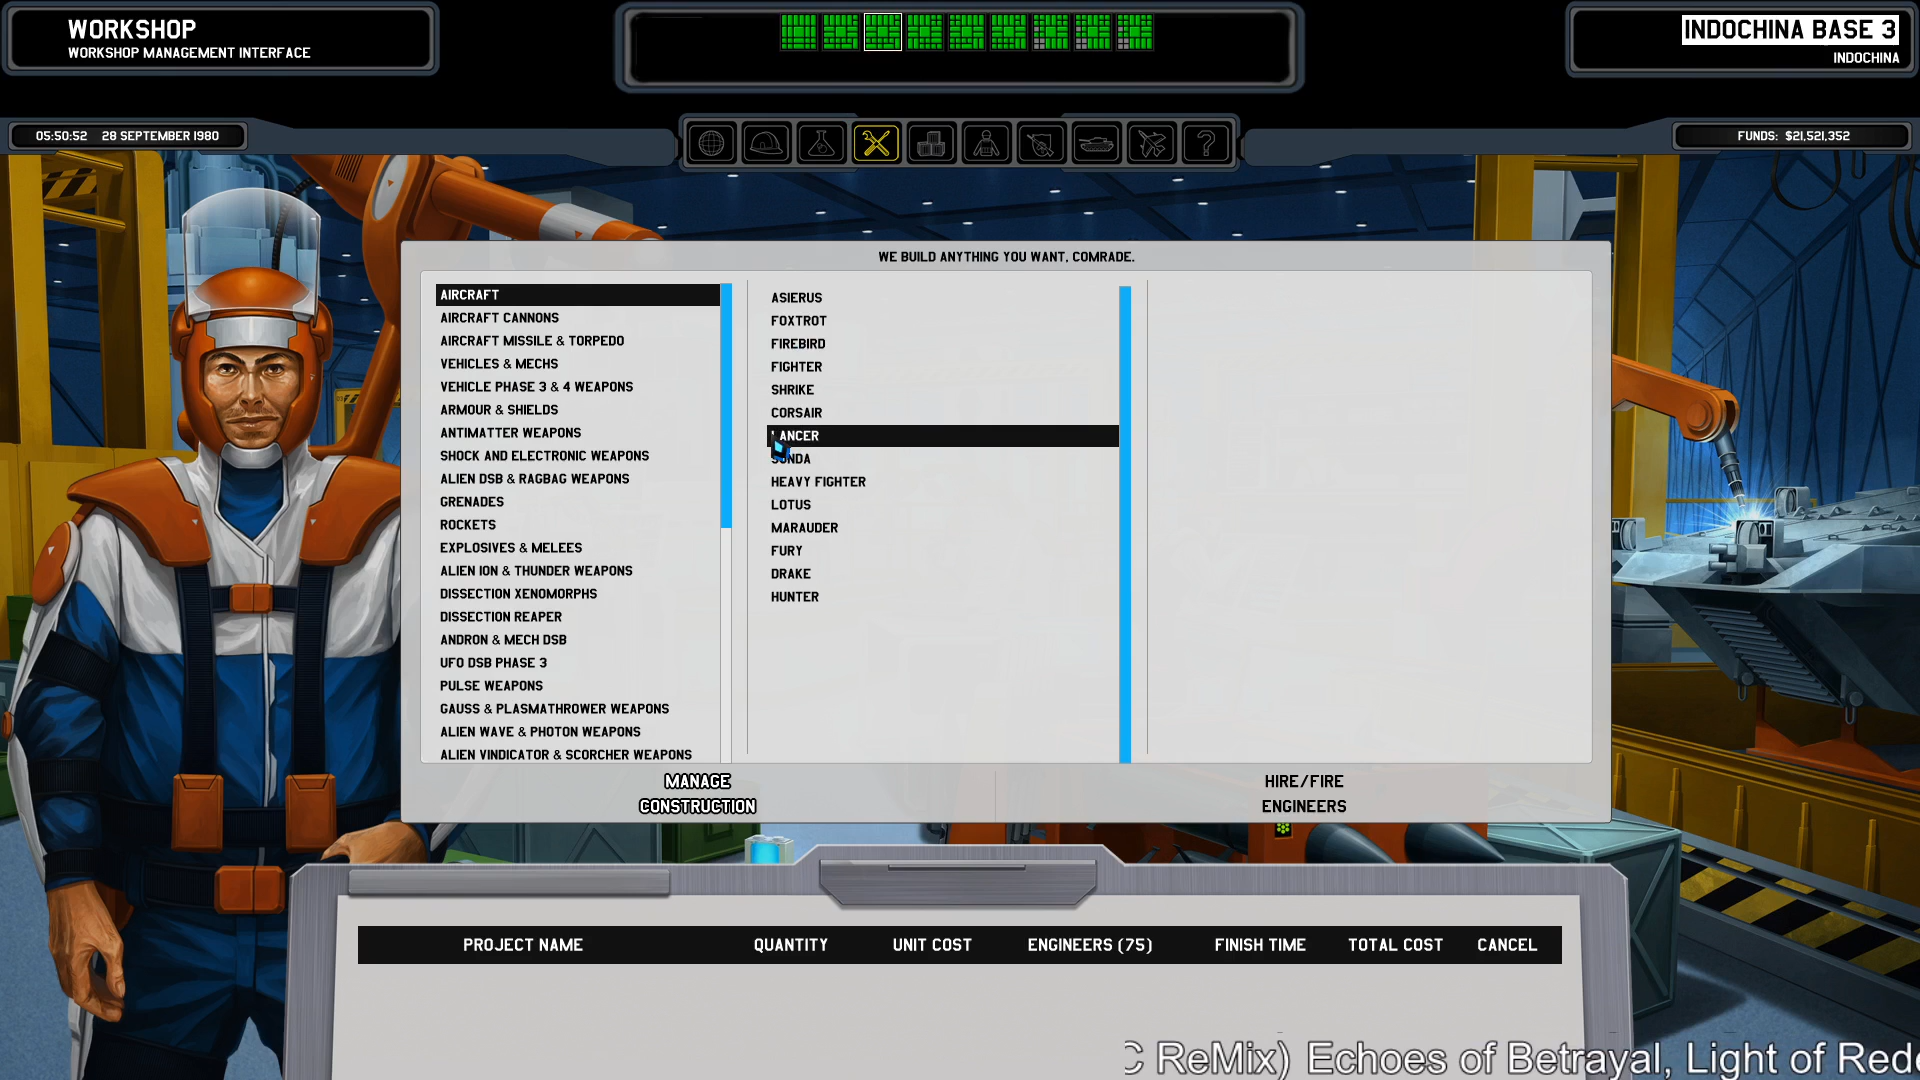 WORKSHOP
WORKSHOP MANAGEMENT INTERFACE
INDOCHINA BASE 3
INDOCHINA
05:50:52 28 SEPTEMBER 1980
FUNDS: $21,521,352
WE BUILD ANYTHING YOU WANT, COMRADE.
AIRCRAFT
AIRCRAFT CANNONS
AIRCRAFT MISSILE & TORPEDO
VEHICLES & MECHS
VEHICLE PHASE 3 & 4 WEAPONS
ARMOUR & SHIELDS
ANTIMATTER WEAPONS
SHOCK AND ELECTRONIC WEAPONS
ALIEN DSB & RAGBAG WEAPONS
GRENADES
ROCKETS
EXPLOSIVES & MELEES
ALIEN ION & THUNDER WEAPONS
DISSECTION XENOMORPHS
DISSECTION REAPER
ANDRON & MECH DSB
UFO DSB PHASE 3
PULSE WEAPONS
GAUSS & PLASMATHROWER WEAPONS
ALIEN WAVE & PHOTON WEAPONS
ALIEN VINDICATOR & SCORCHER WEAPONS
ASIERUS
FOXTROT
FIREBIRD
FIGHTER
SHRIKE
CORSAIR
LANCER
HEAVY FIGHTER
LOTUS
MARAUDER
FURY
DRAKE
HUNTER
MANAGE
CONSTRUCTION
HIRE/FIRE
ENGINEERS
PROJECT NAME QUANTITY UNIT COST ENGINEERS (75) FINISH TIME TOTAL COST CANCEL
C ReMix) Echoes of Betrayal, Light of Rede